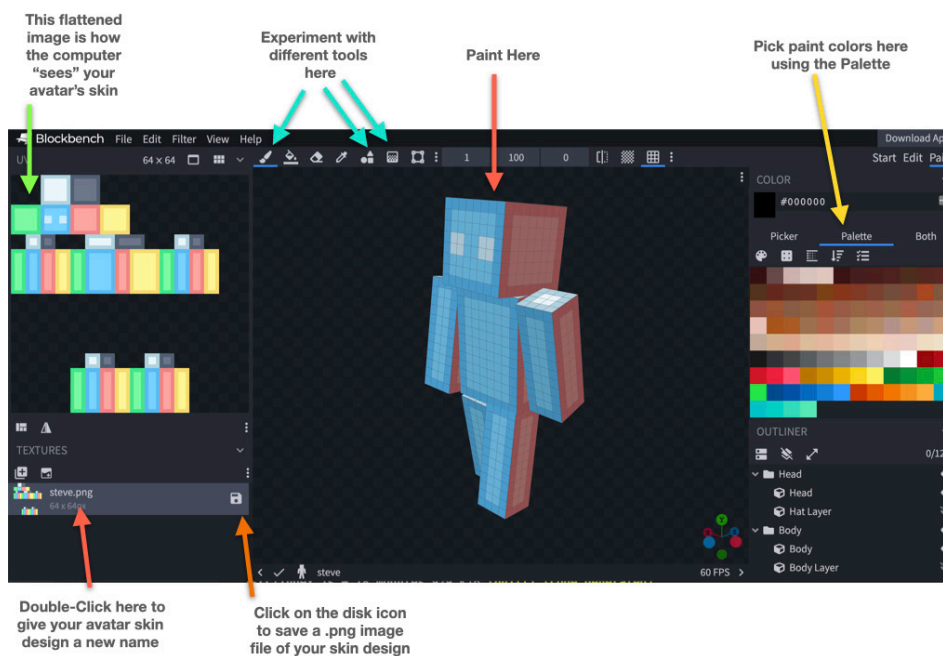 This flattened
image is how
the computer
“sees” your
avatar’s skin
Experiment with
different tools
here
Paint Here
Pick paint colors here
using the Palette
Blockbench File Edit Filter View Help
Download Ap
UV 64 x 64
1 100 0
Start Edit Pai
COLOR
#000000
Picker Palette Both
OUTLINER
0/12
Head
Head
Hat Layer
Body
Body
Body Layer
TEXTURES
steve.png
64 x 64px
steve
60 FPS
Y
Double-Click here to
give your avatar skin
design a new name
Click on the disk icon
to save a .png image
file of your skin design